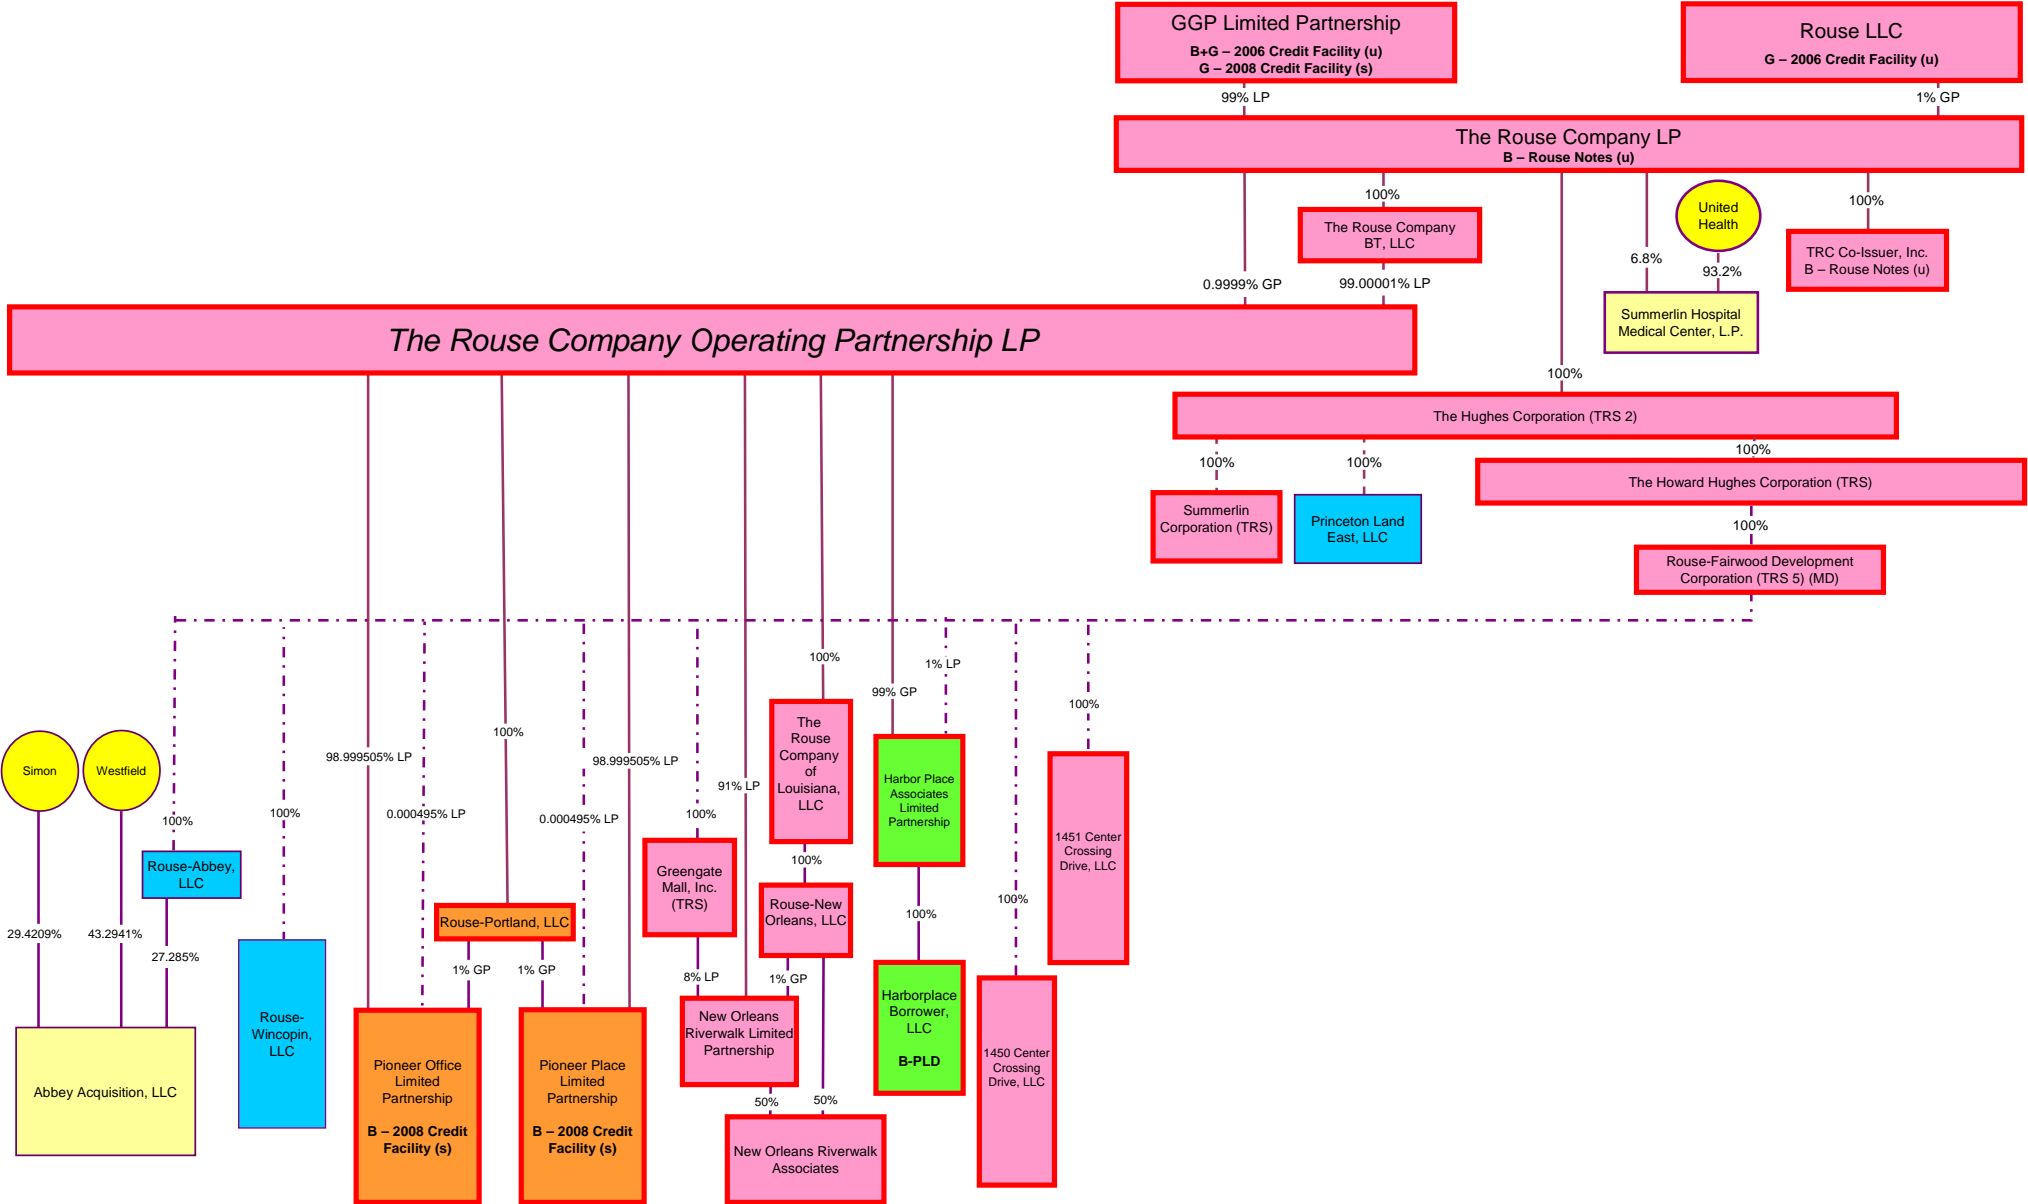 GGP Limited Partnership
B+G – 2006 Credit Facility (u)
G – 2008 Credit Facility (s)
Rouse LLC
G – 2006 Credit Facility (u)
99% LP
1% GP
The Rouse Company LP
B – Rouse Notes (u)
100%
The Rouse Company
BT, LLC
United
Health
100%
TRC Co-Issuer, Inc.
B – Rouse Notes (u)
6.8%
93.2%
0.9999% GP
99.00001% LP
Summerlin Hospital
Medical Center, L.P.
The Rouse Company Operating Partnership LP
100%
The Hughes Corporation (TRS 2)
100%
100%
100%
The Howard Hughes Corporation (TRS)
Summerlin
Corporation (TRS)
Princeton Land
East, LLC
100%
Rouse-Fairwood Development
Corporation (TRS 5) (MD)
100%
1% LP
99% GP
100%
100%
98.999505% LP
98.999505% LP
The
Rouse
Company
of
Louisiana,
LLC
Simon
Westfield
91% LP
Harbor Place
Associates
Limited
Partnership
100%
100%
0.000495% LP
0.000495% LP
100%
1451 Center
Crossing
Drive, LLC
Rouse-Abbey,
LLC
100%
Greengate
Mall, Inc.
(TRS)
Rouse-New
Orleans, LLC
100%
100%
Rouse-Portland, LLC
29.4209%
43.2941%
27.285%
1% GP
1% GP
8% LP
1% GP
Rouse-
Wincopin,
LLC
New Orleans
Riverwalk Limited
Partnership
Harborplace
Borrower,
LLC
B-PLD
1450 Center
Crossing
Drive, LLC
Abbey Acquisition, LLC
Pioneer Office
Limited
Partnership
B – 2008 Credit
Facility (s)
Pioneer Place
Limited
Partnership
B – 2008 Credit
Facility (s)
50%
50%
New Orleans Riverwalk
Associates